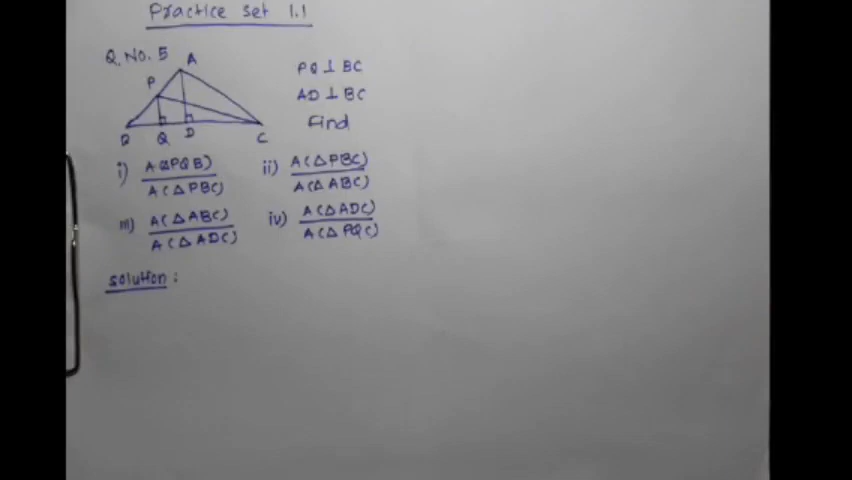 Practice set 1.1
Q. No. 5
A
P
B Q D C
PQ ⊥ BC
AD ⊥ BC
Find
i) A(△PQB) / A(△PBC)
ii) A(△PBC) / A(△ABC)
iii) A(△ABC) / A(△ADC)
iv) A(△ADC) / A(△PQC)
solution :